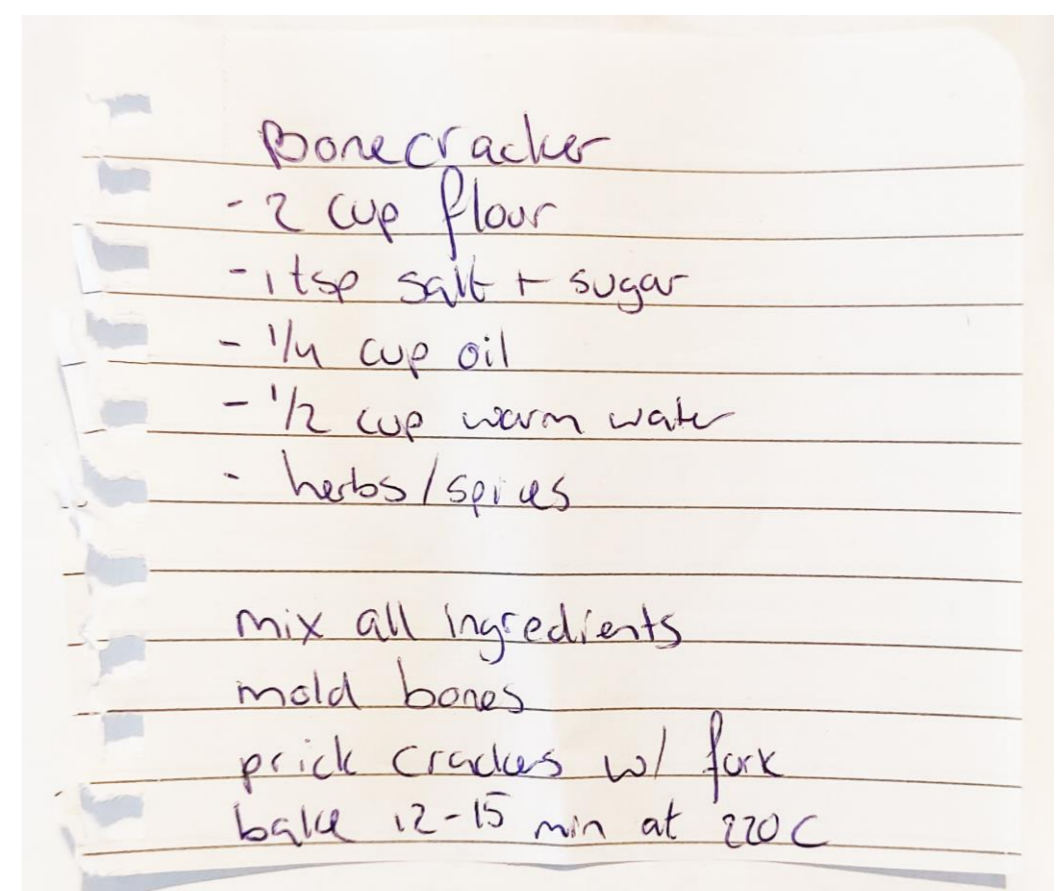 Bonecracker
- 2 cup flour
- 1 tsp salt + sugar
- 1/4 cup oil
- 1/2 cup warm water
- herbs/spices
mix all ingredients
mold bones
prick crackers w/ fork
bake 12-15 min at 220 C